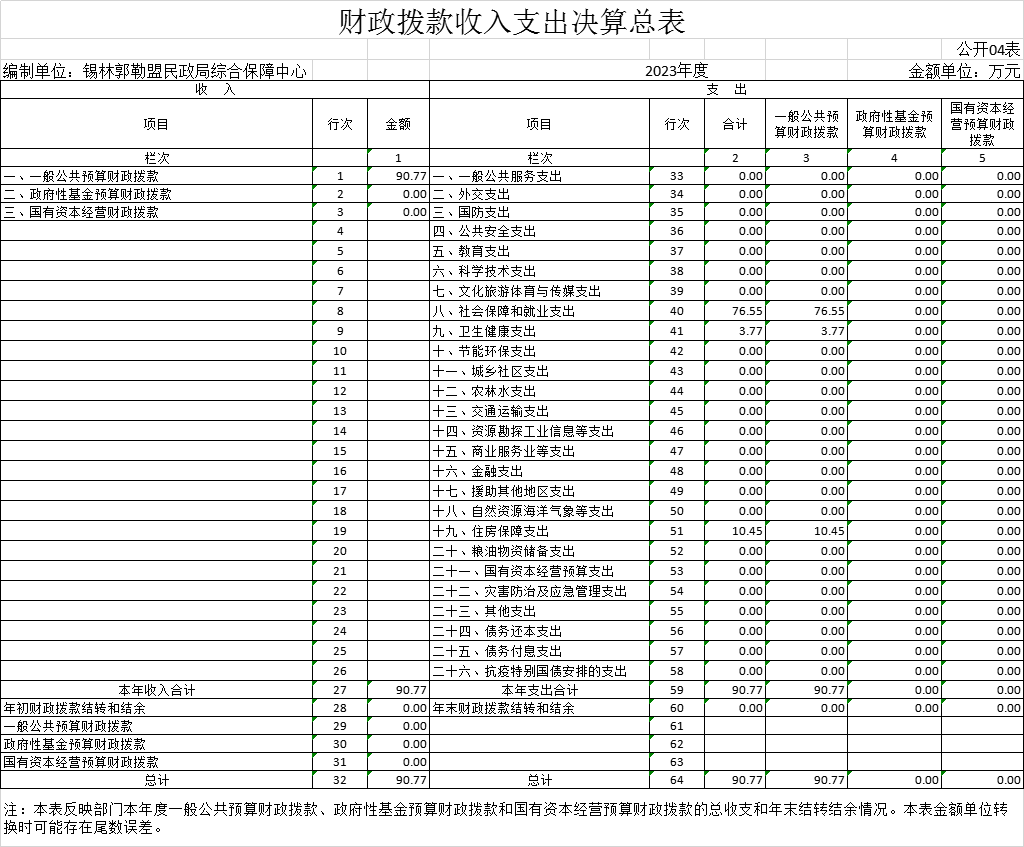 财政拨款收入支出决算总表
公开04表
编制单位：锡林郭勒盟民政局综合保障中心 2023年度 金额单位：万元
收 入 支 出
项目 行次 金额 项目 行次 合计 一般公共预算财政拨款 政府性基金预算财政拨款 国有资本经营预算财政拨款
栏次 1 栏次 2 3 4 5
一、一般公共预算财政拨款 1 90.77 一、一般公共服务支出 33 0.00 0.00 0.00 0.00
二、政府性基金预算财政拨款 2 0.00 二、外交支出 34 0.00 0.00 0.00 0.00
三、国有资本经营财政拨款 3 0.00 三、国防支出 35 0.00 0.00 0.00 0.00
4 四、公共安全支出 36 0.00 0.00 0.00 0.00
5 五、教育支出 37 0.00 0.00 0.00 0.00
6 六、科学技术支出 38 0.00 0.00 0.00 0.00
7 七、文化旅游体育与传媒支出 39 0.00 0.00 0.00 0.00
8 八、社会保障和就业支出 40 76.55 76.55 0.00 0.00
9 九、卫生健康支出 41 3.77 3.77 0.00 0.00
10 十、节能环保支出 42 0.00 0.00 0.00 0.00
11 十一、城乡社区支出 43 0.00 0.00 0.00 0.00
12 十二、农林水支出 44 0.00 0.00 0.00 0.00
13 十三、交通运输支出 45 0.00 0.00 0.00 0.00
14 十四、资源勘探工业信息等支出 46 0.00 0.00 0.00 0.00
15 十五、商业服务业等支出 47 0.00 0.00 0.00 0.00
16 十六、金融支出 48 0.00 0.00 0.00 0.00
17 十七、援助其他地区支出 49 0.00 0.00 0.00 0.00
18 十八、自然资源海洋气象等支出 50 0.00 0.00 0.00 0.00
19 十九、住房保障支出 51 10.45 10.45 0.00 0.00
20 二十、粮油物资储备支出 52 0.00 0.00 0.00 0.00
21 二十一、国有资本经营预算支出 53 0.00 0.00 0.00 0.00
22 二十二、灾害防治及应急管理支出 54 0.00 0.00 0.00 0.00
23 二十三、其他支出 55 0.00 0.00 0.00 0.00
24 二十四、债务还本支出 56 0.00 0.00 0.00 0.00
25 二十五、债务付息支出 57 0.00 0.00 0.00 0.00
26 二十六、抗疫特别国债安排的支出 58 0.00 0.00 0.00 0.00
本年收入合计 27 90.77 本年支出合计 59 90.77 90.77 0.00 0.00
年初财政拨款结转和结余 28 0.00 年末财政拨款结转和结余 60 0.00 0.00 0.00 0.00
一般公共预算财政拨款 29 0.00 61
政府性基金预算财政拨款 30 0.00 62
国有资本经营预算财政拨款 31 0.00 63
总计 32 90.77 总计 64 90.77 90.77 0.00 0.00
注：本表反映部门本年度一般公共预算财政拨款、政府性基金预算财政拨款和国有资本经营预算财政拨款的总收支和年末结转结余情况。本表金额单位转
换时可能存在尾数误差。